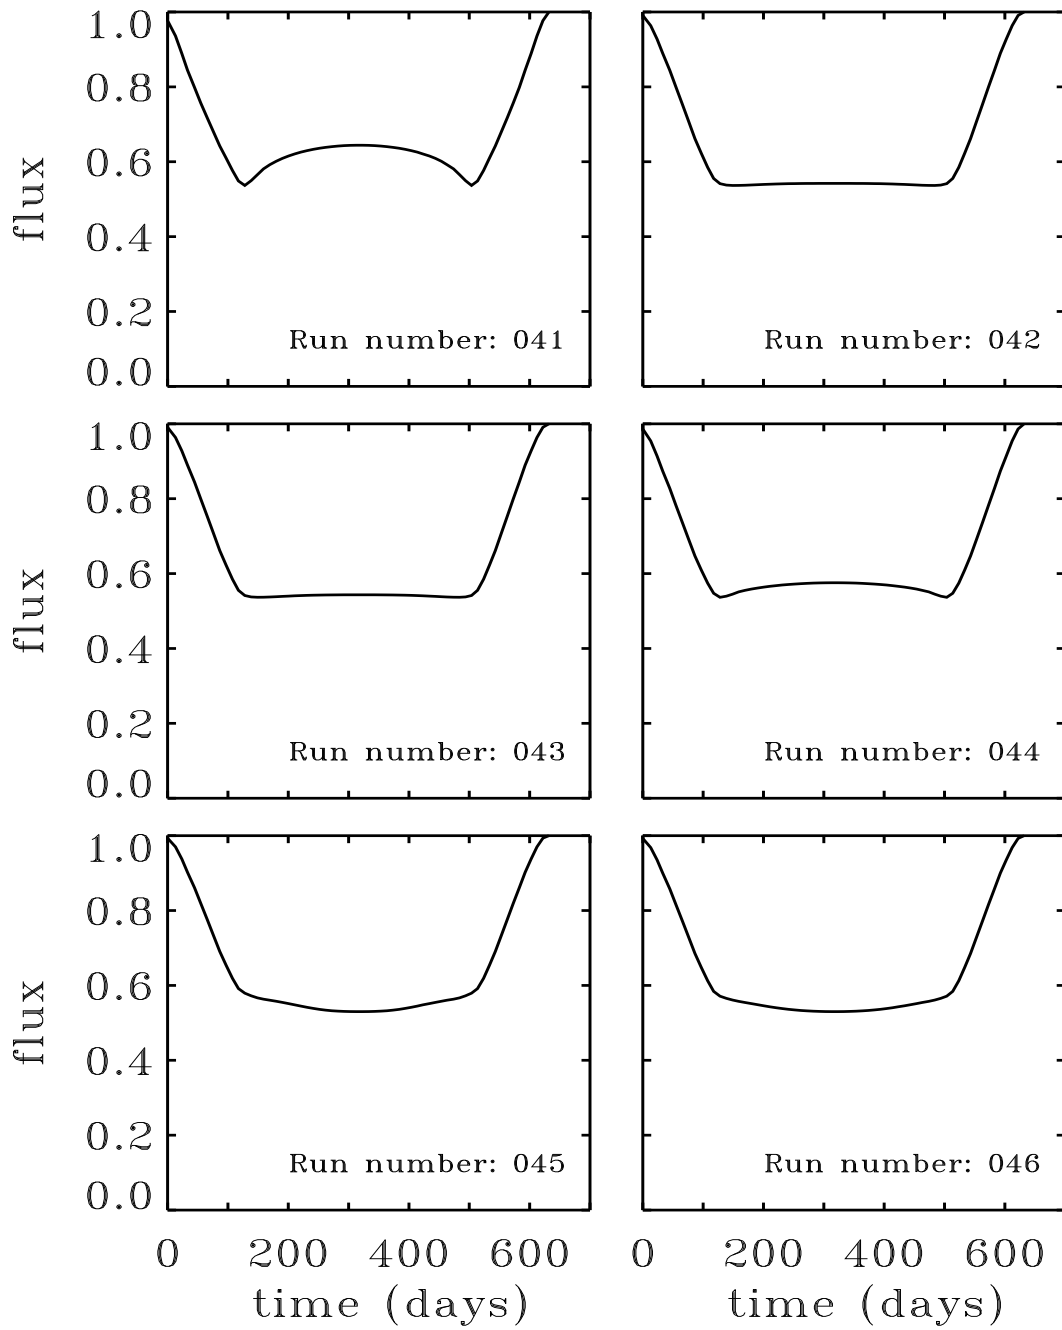 1.0
0.8
0.6
0.4
0.2
0.0
flux
Run number: 041
Run number: 042
1.0
0.8
0.6
0.4
0.2
0.0
flux
Run number: 043
Run number: 044
1.0
0.8
0.6
0.4
0.2
0.0
flux
Run number: 045
Run number: 046
0 200 400 600
0 200 400 600
time (days)
time (days)